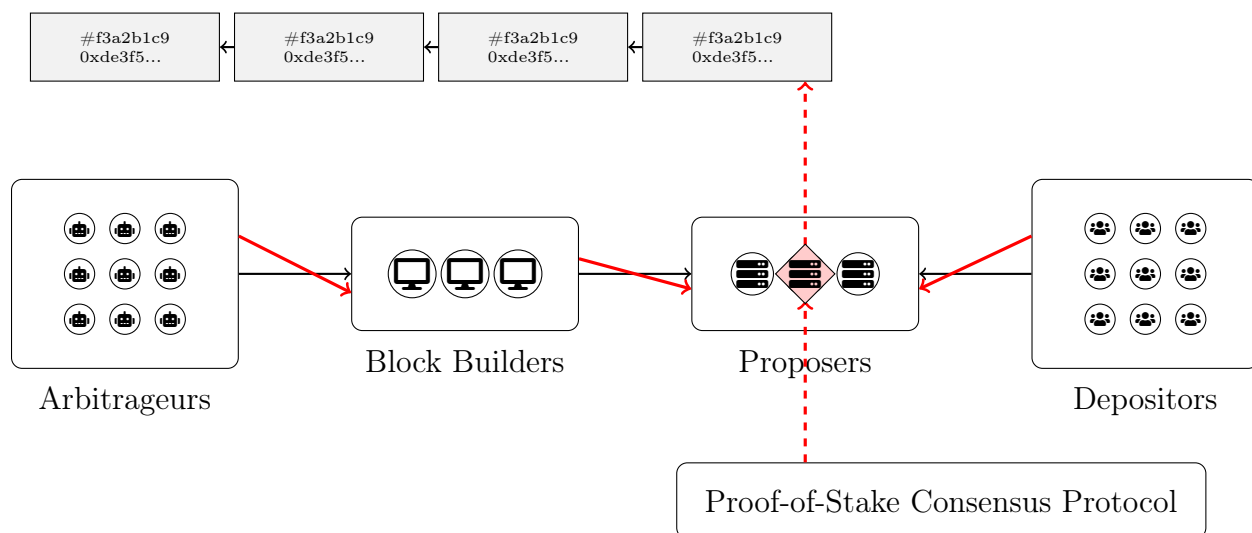 #f3a2b1c9
0xde3f5...
#f3a2b1c9
0xde3f5...
#f3a2b1c9
0xde3f5...
#f3a2b1c9
0xde3f5...
Block Builders
Proposers
Arbitrageurs
Depositors
Proof-of-Stake Consensus Protocol